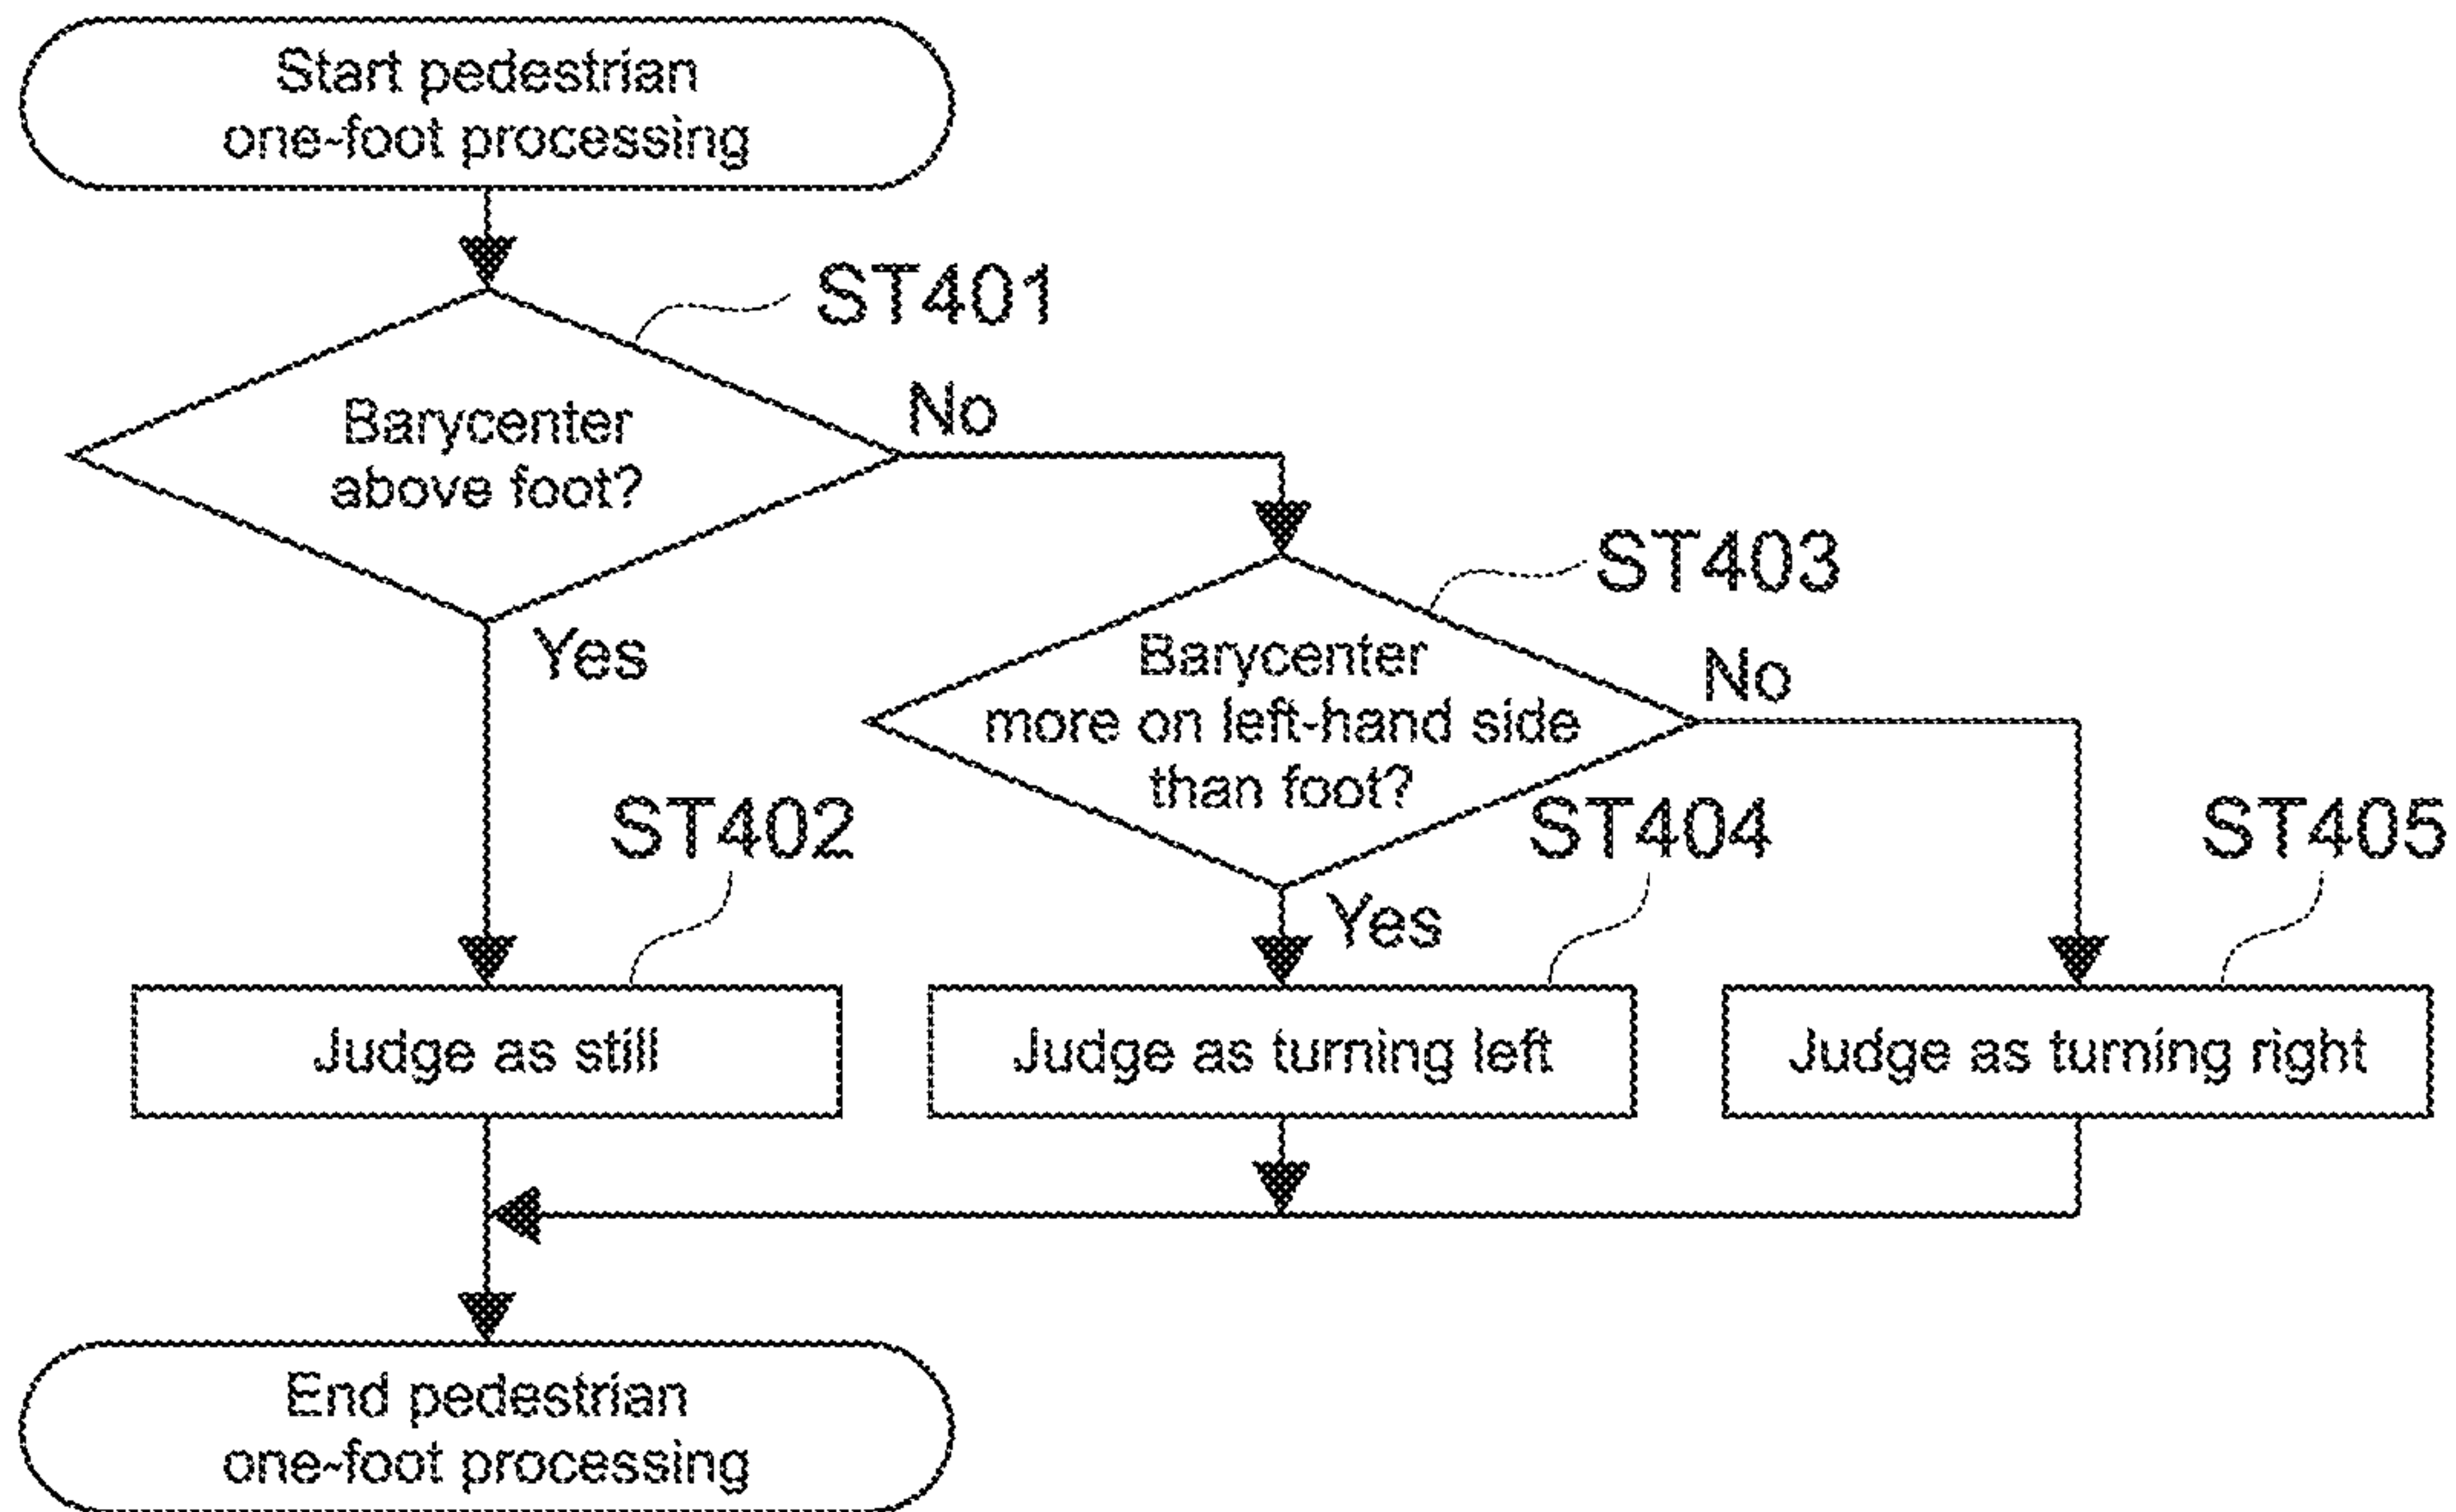 Start pedestrian
one-foot processing
ST401
Barycenter
above foot?
No
Yes
ST403
Barycenter
more on left-hand side
than foot?
No
Yes
ST402
ST404
ST405
Judge as still
Judge as turning left
Judge as turning right
End pedestrian
one-foot processing